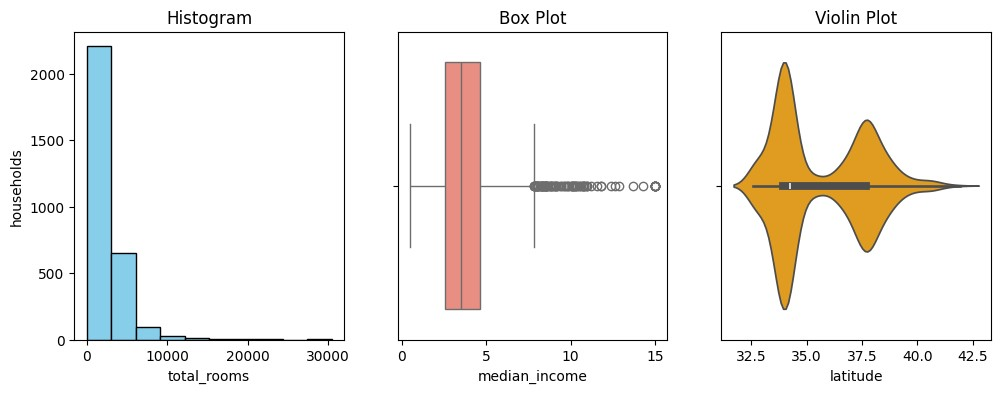 Histogram
households
2000
1500
1000
500
0
0 10000 20000 30000
total_rooms
Box Plot
0 5 10 15
median_income
Violin Plot
32.5 35.0 37.5 40.0 42.5
latitude